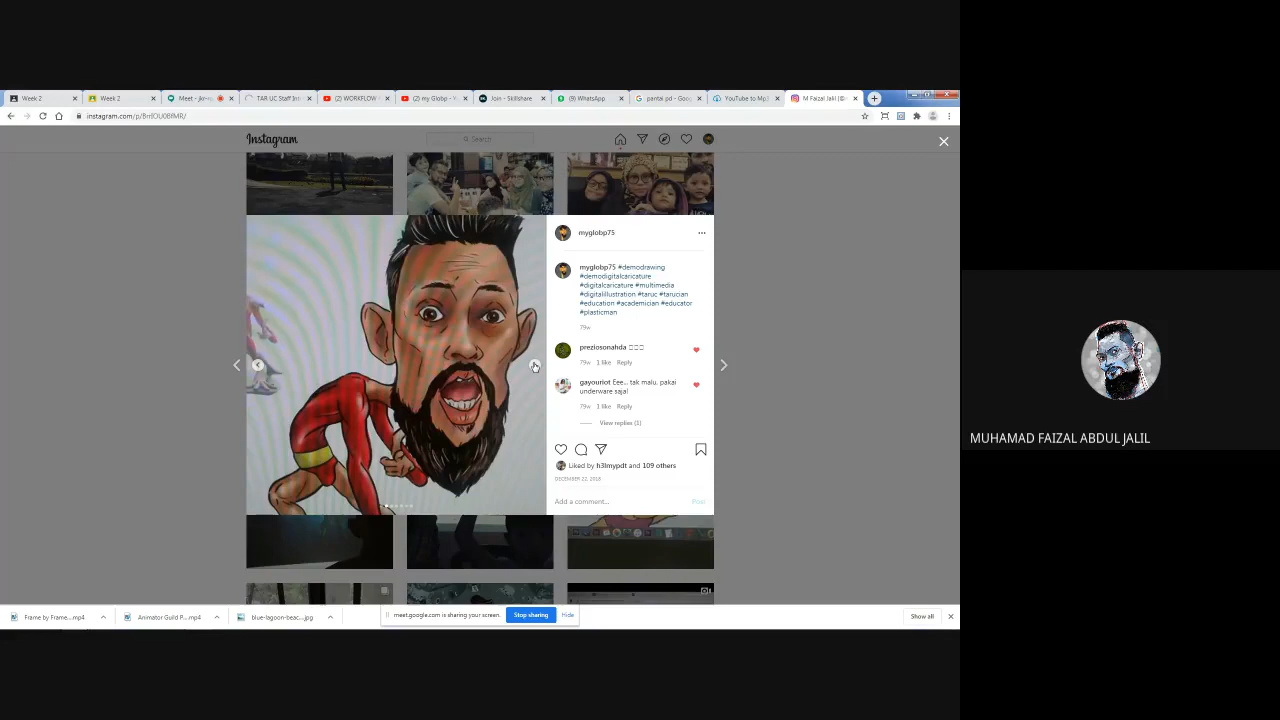 Week 2
Week 2
TAR UC Staff Int
(2) WORKFLOW
(2) my Globp - Y
Join - Skillshare
(9) WhatsApp
pantai pd - Goo
YouTube to Mp3
M Faizal Jalil (@
Instagram
Search
myglobp75
myglobp75 #demodrawing
#demodigitalcaricature
#digitalcaricature #multimedia
#digitalillustration #taruc #tarucian
#education #academician #educator
#plasticman
79w
preziosonahda
79w 1 like Reply
gayouriot Eee... tak malu. pakai
underware sajal
79w 1 like Reply
View replies (1)
Liked by h3lmypdt and 109 others
DECEMBER 22, 2018
Add a comment...
Post
MUHAMAD FAIZAL ABDUL JALIL
Frame by Frame....mp4
Animator Guild P...mp4
blue-lagoon-beac...jpg
meet.google.com is sharing your screen.
Stop sharing
Hide
Show all